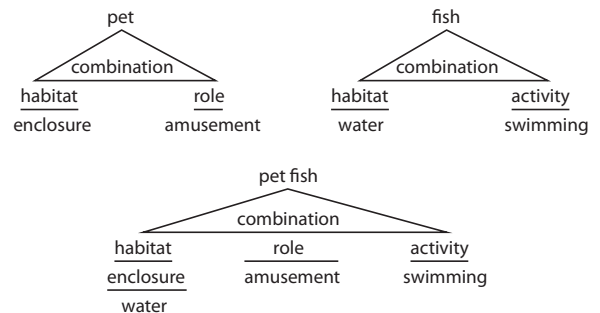 pet
combination
habitat role
enclosure amusement
fish
combination
habitat activity
water swimming
pet fish
combination
habitat role activity
enclosure amusement swimming
water